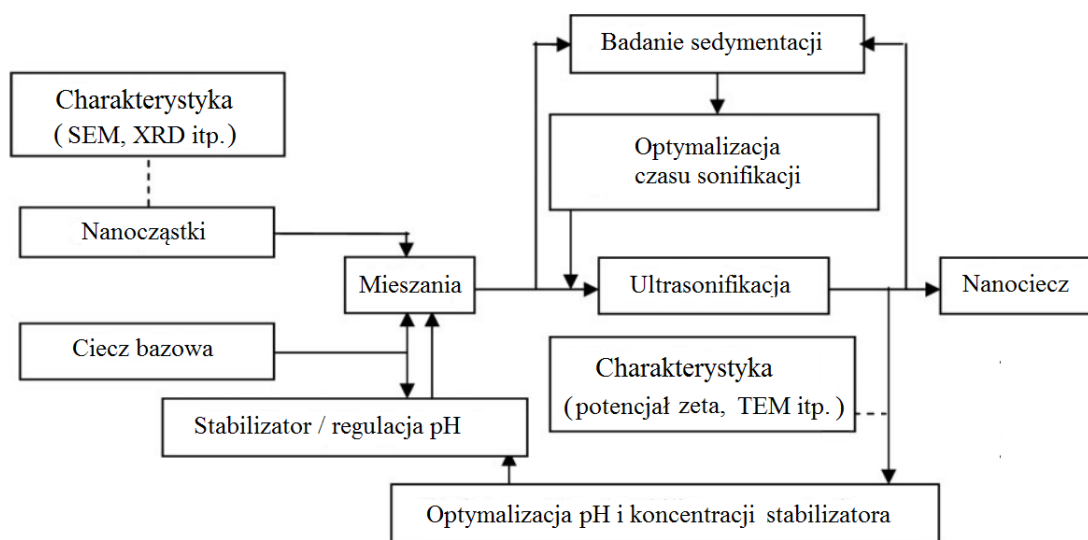 Badanie sedymentacji
Charakterystyka
( SEM, XRD itp. )
Optymalizacja
czasu sonifikacji
Nanocząstki
Mieszania
Ultrasonifikacja
Nanociecz
Ciecz bazowa
Charakterystyka
( potencjał zeta, TEM itp. )
Stabilizator / regulacja pH
Optymalizacja pH i koncentracji stabilizatora